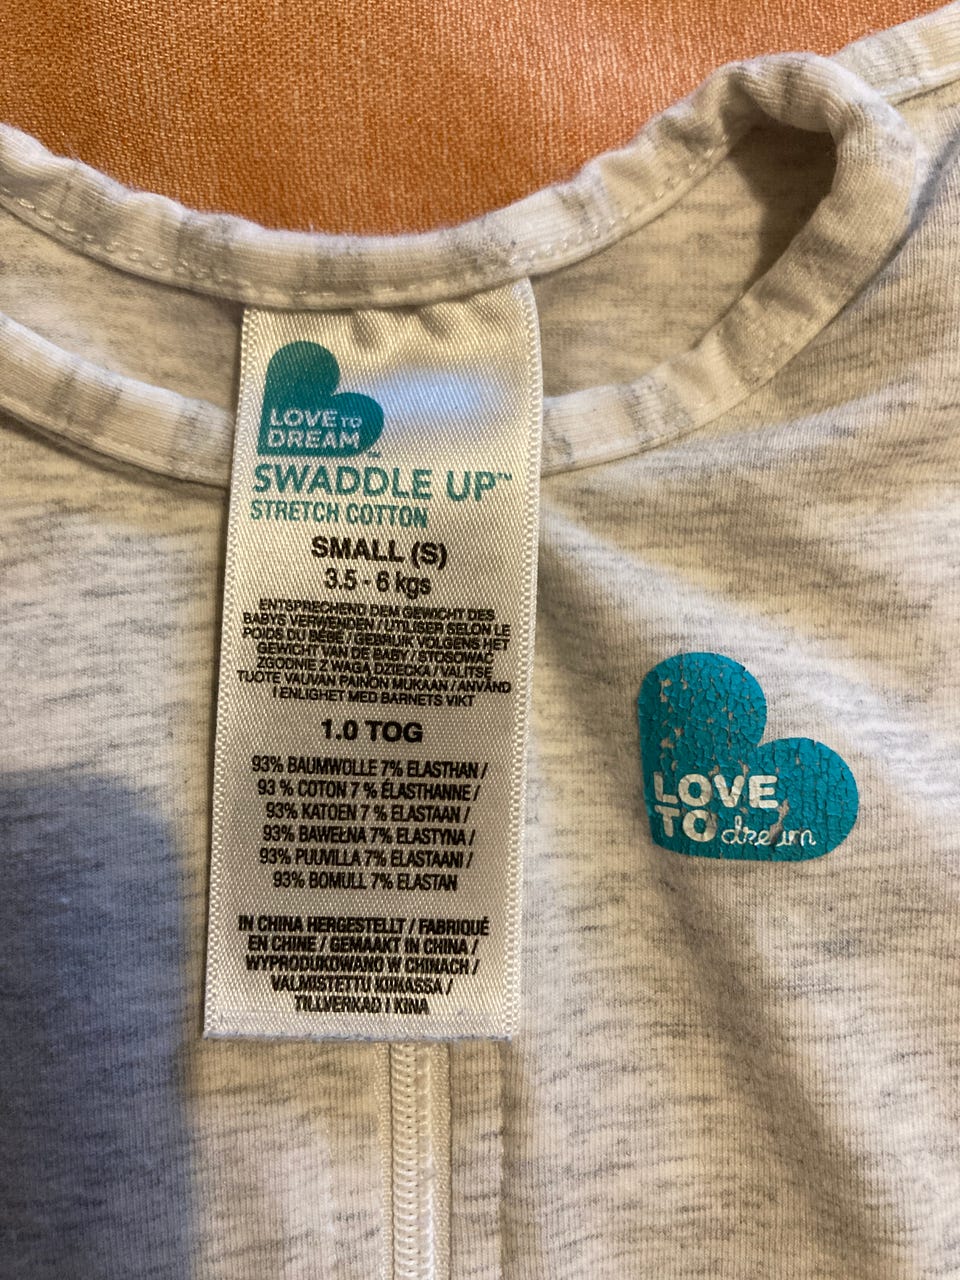 LOVE TO
DREAM™
SWADDLE UP™
STRETCH COTTON
SMALL (S)
3.5 - 6 kgs
ENTSPRECHEND DEM GEWICHT DES
BABYS VERWENDEN / UTILISER SELON LE
POIDS DU BÉBÉ / GEBRUIK VOLGENS HET
GEWICHT VAN DE BABY / STOSOWAĆ
ZGODNIE Z WAGĄ DZIECKA / VALITSE
TUOTE VAUVAN PAINON MUKAAN / ANVÄND
I ENLIGHET MED BARNETS VIKT
1.0 TOG
93% BAUMWOLLE 7% ELASTHAN /
93 % COTON 7 % ÉLASTHANNE /
93% KATOEN 7 % ELASTAAN /
93% BAWEŁNA 7% ELASTYNA /
93% PUUVILLA 7% ELASTAANI /
93% BOMULL 7% ELASTAN
IN CHINA HERGESTELLT / FABRIQUÉ
EN CHINE / GEMAAKT IN CHINA /
WYPRODUKOWANO W CHINACH /
VALMISTETTU KIINASSA /
TILLVERKAD I KINA
LOVE
TO dream